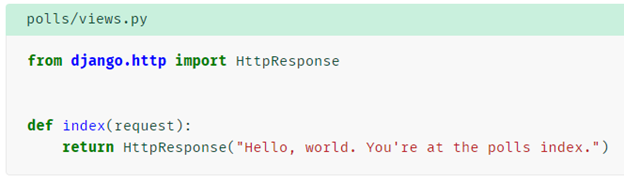 polls/views.py
from django.http import HttpResponse
def index(request):
    return HttpResponse("Hello, world. You're at the polls index.")